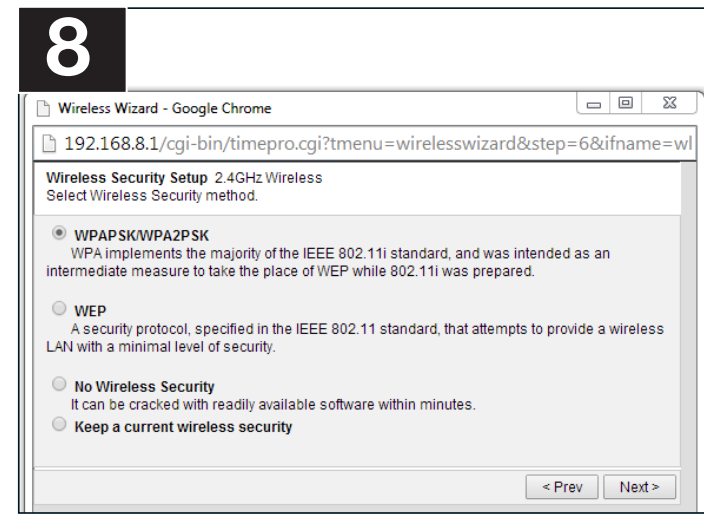 8
Wireless Wizard - Google Chrome
192.168.8.1/cgi-bin/timepro.cgi?tmenu=wirelesswizard&step=6&ifname=wl
Wireless Security Setup 2.4GHz Wireless
Select Wireless Security method.
WPAPSK/WPA2PSK
WPA implements the majority of the IEEE 802.11i standard, and was intended as an
intermediate measure to take the place of WEP while 802.11i was prepared.
WEP
A security protocol, specified in the IEEE 802.11 standard, that attempts to provide a wireless
LAN with a minimal level of security.
No Wireless Security
It can be cracked with readily available software within minutes.
Keep a current wireless security
< Prev Next >